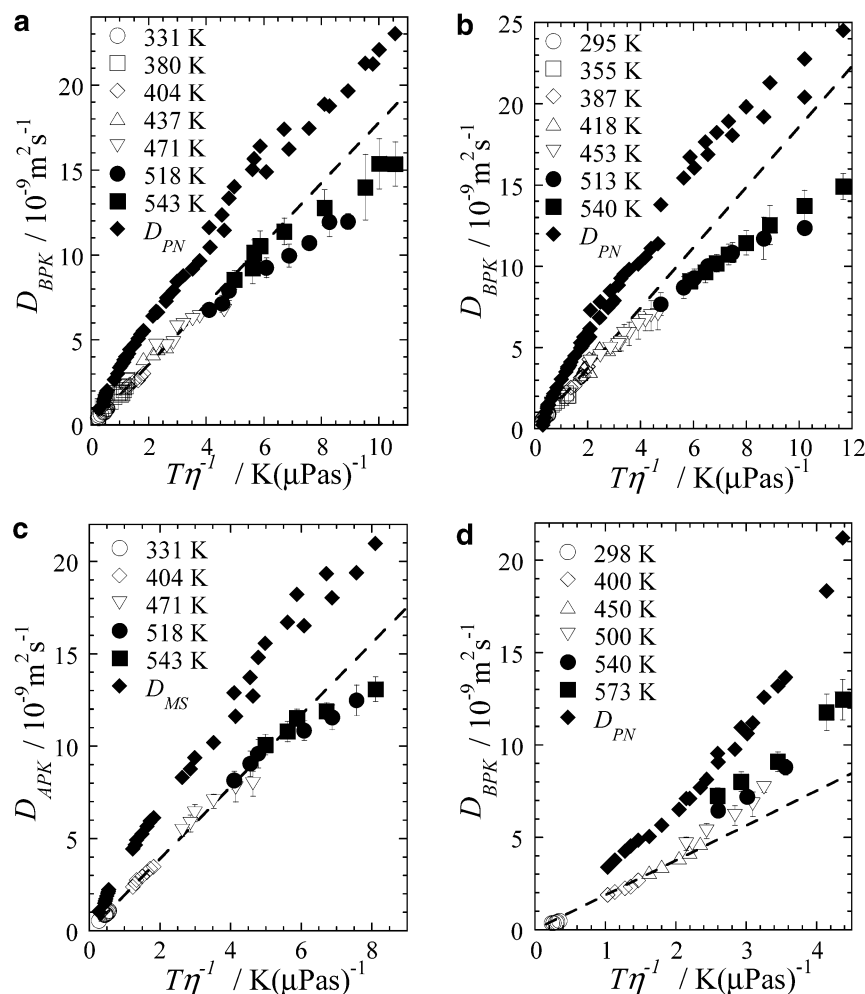 a
331 K
380 K
404 K
437 K
471 K
518 K
543 K
D_PN
20
15
10
5
0
D_BPK / 10^-9 m^2 s^-1
0 2 4 6 8 10
Tη^-1 / K(μPas)^-1
b
295 K
355 K
387 K
418 K
453 K
513 K
540 K
D_PN
25
20
15
10
5
0
D_BPK / 10^-9 m^2 s^-1
0 2 4 6 8 10 12
Tη^-1 / K(μPas)^-1
c
331 K
404 K
471 K
518 K
543 K
D_MS
20
15
10
5
0
D_APK / 10^-9 m^2 s^-1
0 2 4 6 8
Tη^-1 / K(μPas)^-1
d
298 K
400 K
450 K
500 K
540 K
573 K
D_PN
20
15
10
5
0
D_BPK / 10^-9 m^2 s^-1
0 1 2 3 4
Tη^-1 / K(μPas)^-1